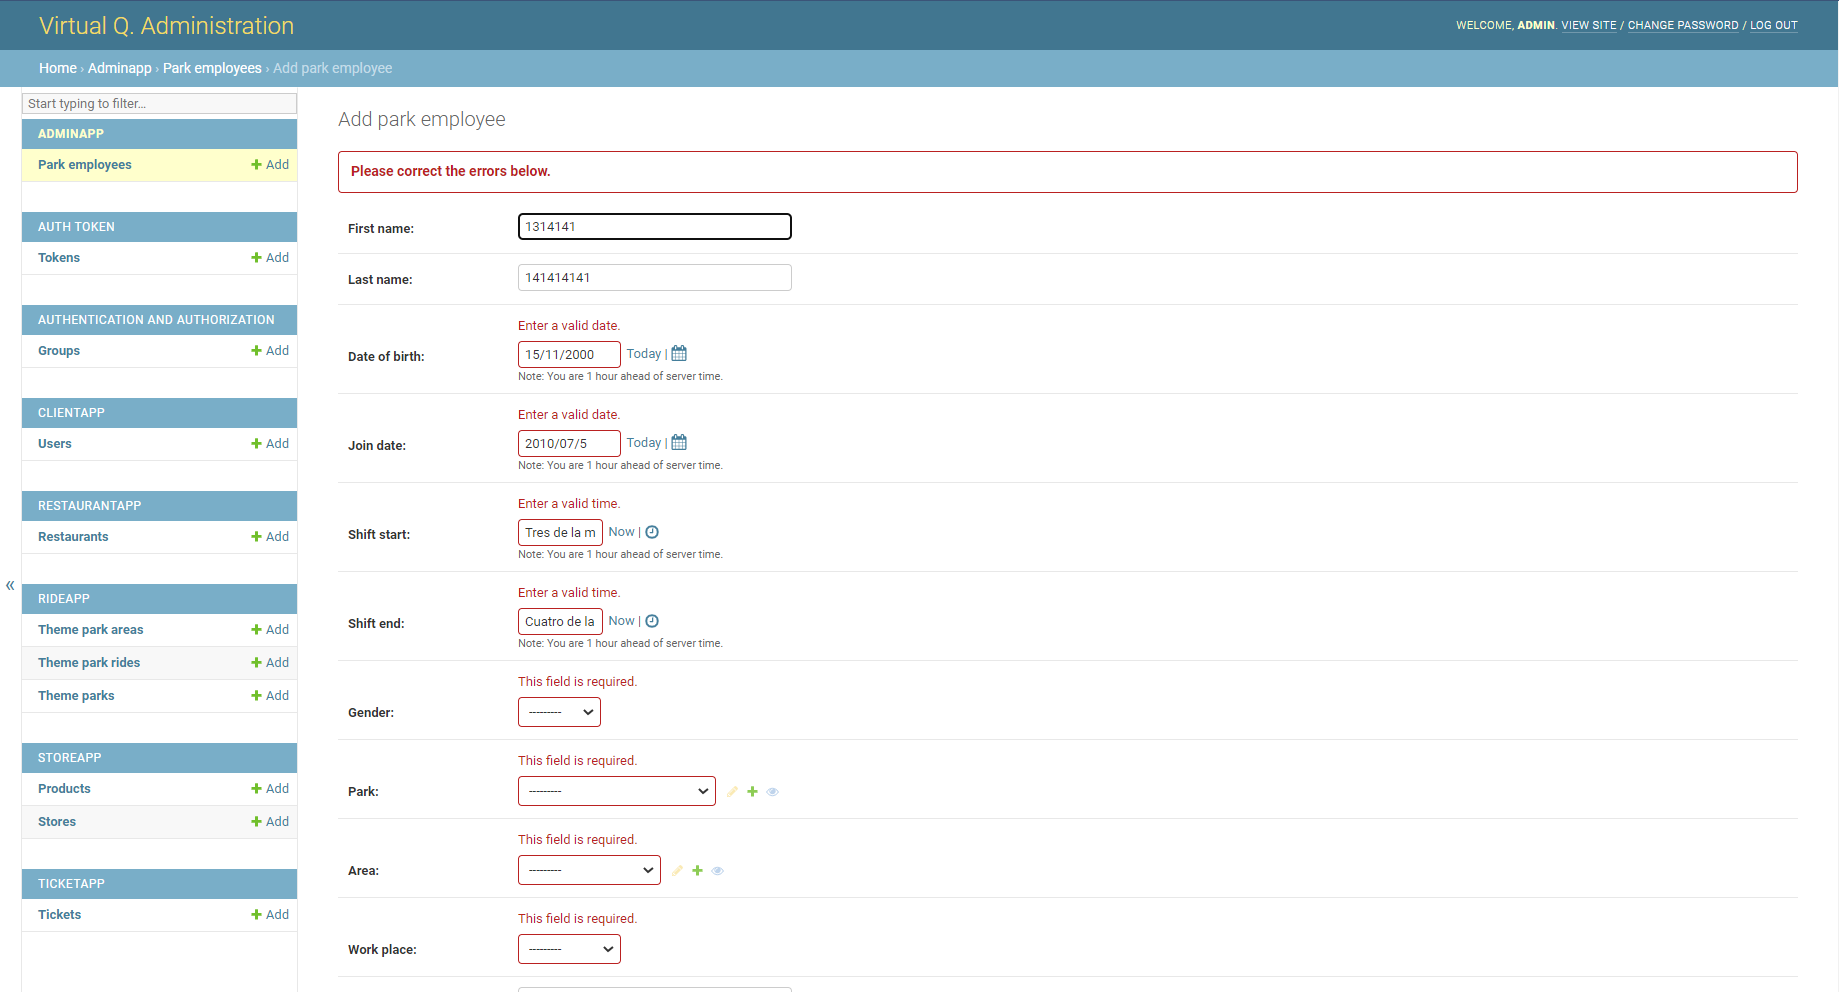 Virtual Q. Administration
WELCOME, ADMIN. VIEW SITE / CHANGE PASSWORD / LOG OUT
Home › Adminapp › Park employees › Add park employee
Start typing to filter...
ADMINAPP
Park employees Add
AUTH TOKEN
Tokens Add
AUTHENTICATION AND AUTHORIZATION
Groups Add
CLIENTAPP
Users Add
RESTAURANTAPP
Restaurants Add
RIDEAPP
Theme park areas Add
Theme park rides Add
Theme parks Add
STOREAPP
Products Add
Stores Add
TICKETAPP
Tickets Add
«
Add park employee
Please correct the errors below.
First name: 1314141
Last name: 141414141
Enter a valid date.
Date of birth: 15/11/2000 Today |
Note: You are 1 hour ahead of server time.
Enter a valid date.
Join date: 2010/07/5 Today |
Note: You are 1 hour ahead of server time.
Enter a valid time.
Shift start: Tres de la m Now |
Note: You are 1 hour ahead of server time.
Enter a valid time.
Shift end: Cuatro de la Now |
Note: You are 1 hour ahead of server time.
This field is required.
Gender: ---------
This field is required.
Park: ---------
This field is required.
Area: ---------
This field is required.
Work place: ---------